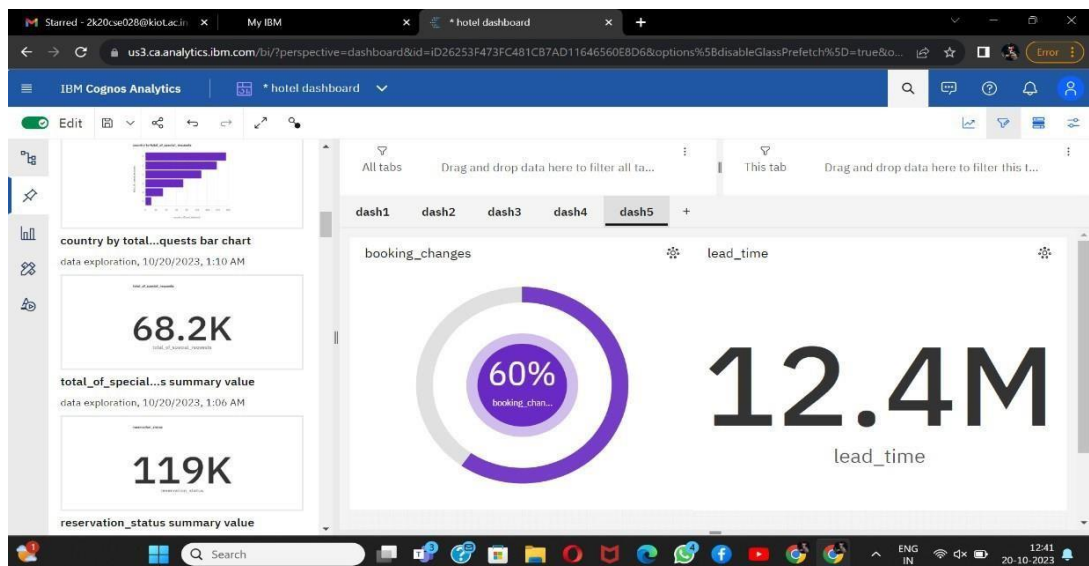 Starred - 2k20cse028@kiot.ac.in
My IBM
* hotel dashboard
us3.ca.analytics.ibm.com/bi/?perspective=dashboard&id=iD26253F473FC481CB7AD11646560E8D6&options%5BdisableGlassPrefetch%5D=true&o...
Error
IBM Cognos Analytics
* hotel dashboard
Edit
All tabs
Drag and drop data here to filter all ta...
This tab
Drag and drop data here to filter this t...
dash1
dash2
dash3
dash4
dash5
+
country by total...quests bar chart
data exploration, 10/20/2023, 1:10 AM
total_of_special_requests
68.2K
total_of_special_requests
total_of_special...s summary value
data exploration, 10/20/2023, 1:06 AM
reservation_status
119K
reservation_status
reservation_status summary value
booking_changes
60%
booking_chan...
lead_time
12.4M
lead_time
Search
4
ENG
IN
12:41
20-10-2023